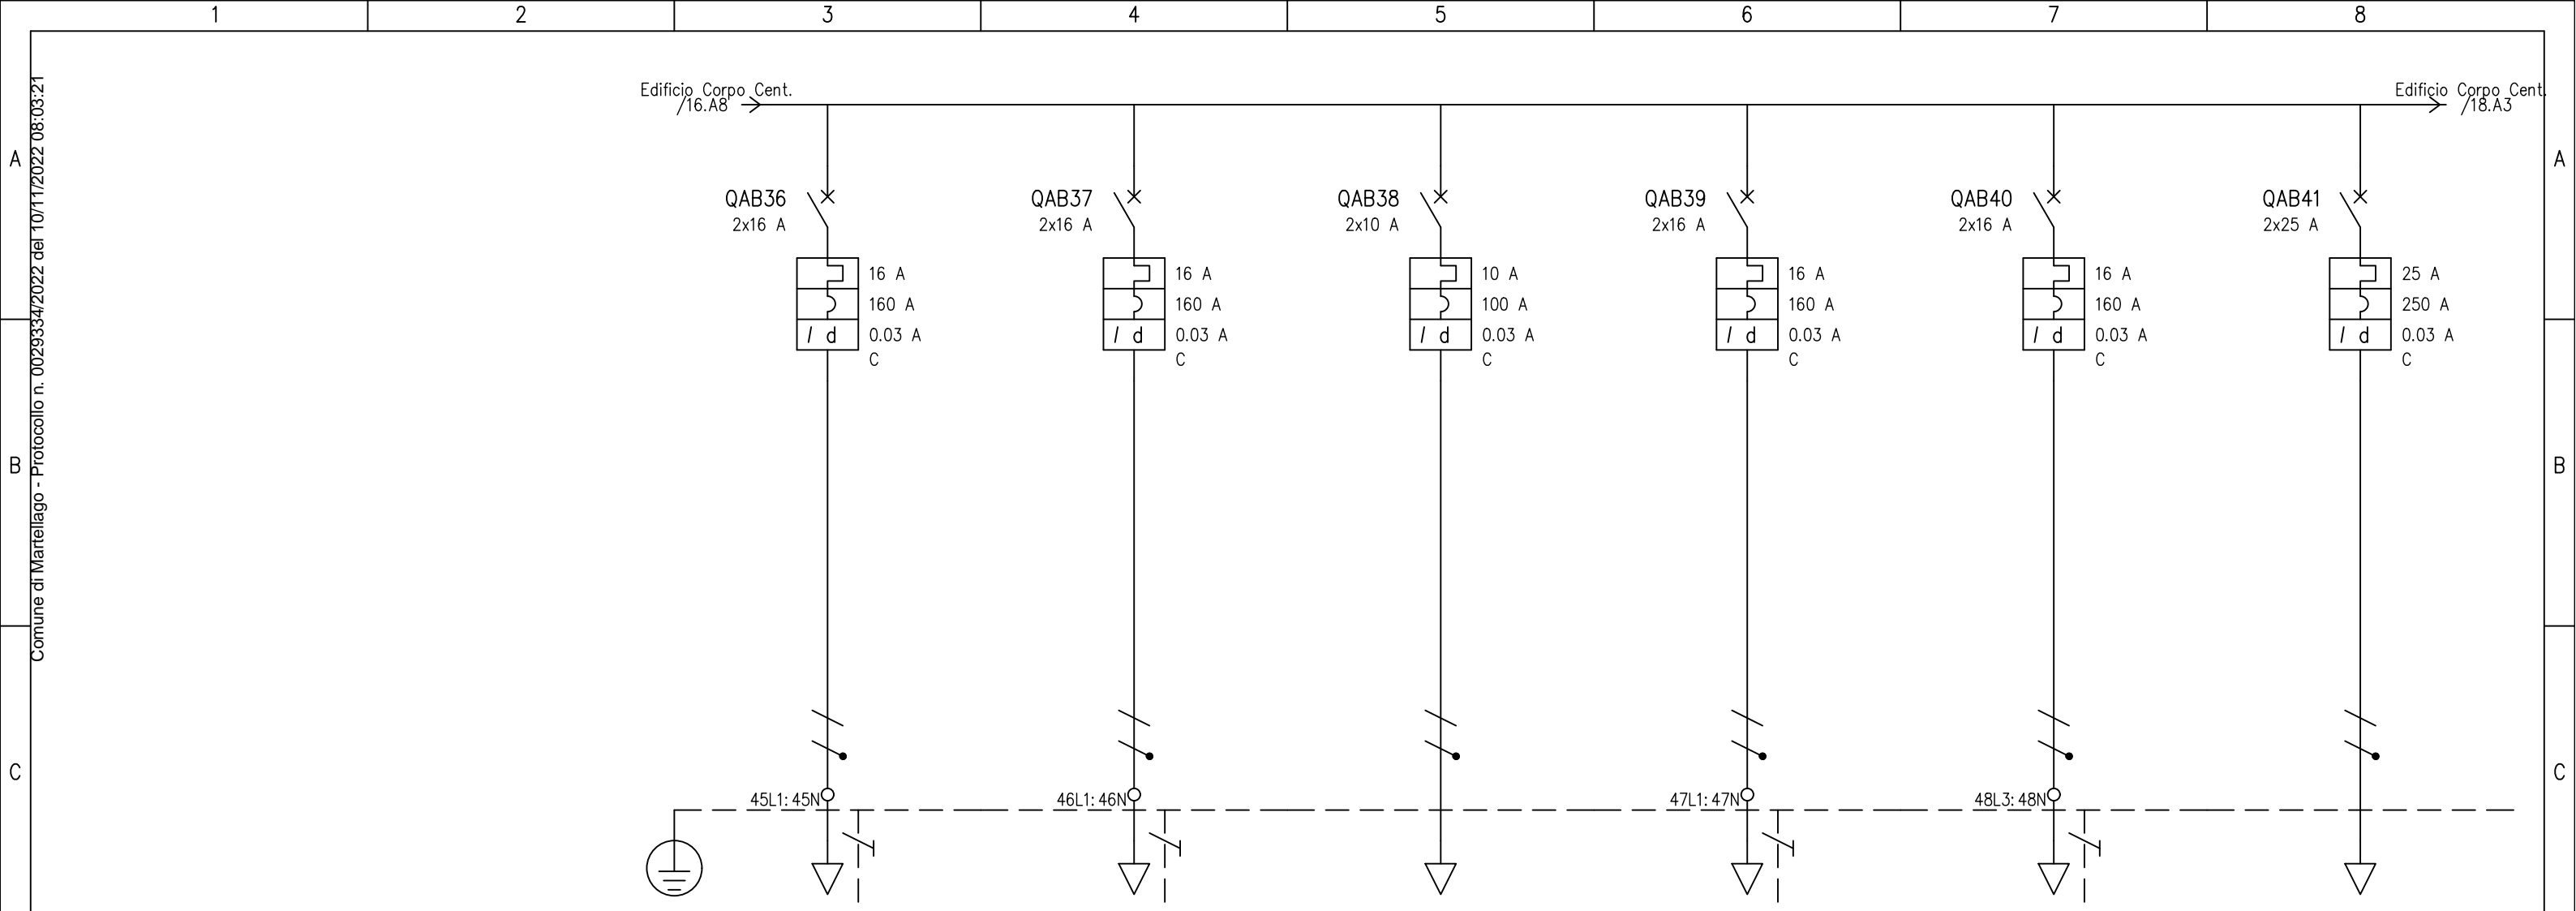 1 2 3 4 5 6 7 8
Comune di Martellago - Protocollo n. 0029334/2022 del 10/11/2022 08:03:21
Edificio Corpo Cent.
/16.A8
Edificio Corpo Cent.
/18.A3
A A
QAB36 QAB37 QAB38 QAB39 QAB40 QAB41
2x16 A 2x16 A 2x10 A 2x16 A 2x16 A 2x25 A
16 A 16 A 10 A 16 A 16 A 25 A
160 A 160 A 100 A 160 A 160 A 250 A
I d 0.03 A I d 0.03 A I d 0.03 A I d 0.03 A I d 0.03 A I d 0.03 A
C C C C C C
B B
C C
45L1:45N 46L1:46N 47L1:47N 48L3:48N